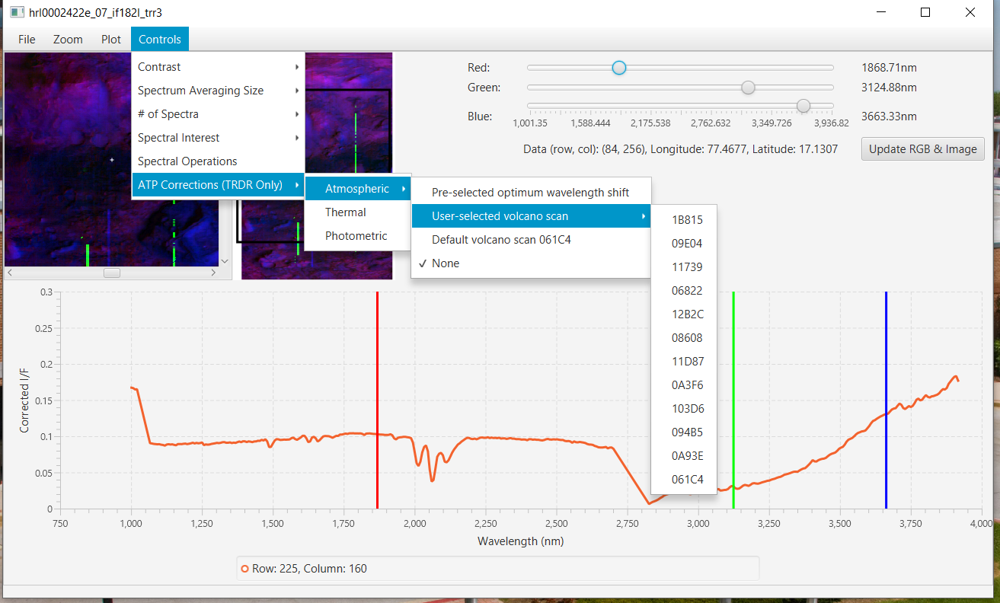 hrl0002422e_07_if182l_trr3
File Zoom Plot Controls
Contrast
Spectrum Averaging Size
# of Spectra
Spectral Interest
Spectral Operations
ATP Corrections (TRDR Only)
Atmospheric
Thermal
Photometric
Pre-selected optimum wavelength shift
User-selected volcano scan
Default volcano scan 061C4
✓ None
1B815
09E04
11739
06822
12B2C
08608
11D87
0A3F6
103D6
094B5
0A93E
061C4
Red: 1868.71nm
Green: 3124.88nm
Blue: 3663.33nm
1,001.35 1,588.444 2,175.538 2,762.632 3,349.726 3,936.82
Data (row, col): (84, 256), Longitude: 77.4677, Latitude: 17.1307
Update RGB & Image
Corrected I/F
0.3
0.25
0.2
0.15
0.1
0.05
0
750 1,000 1,250 1,500 1,750 2,000 2,250 2,500 2,750 3,000 3,250 3,500 3,750 4,000
Wavelength (nm)
Row: 225, Column: 160